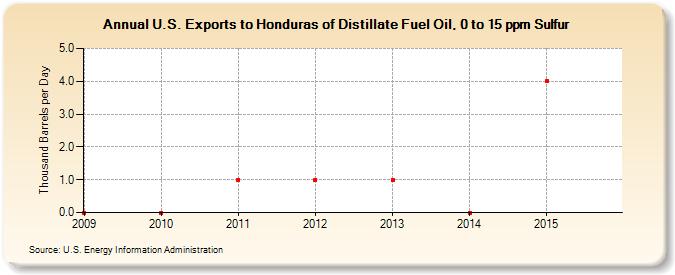 Annual U.S. Exports to Honduras of Distillate Fuel Oil, 0 to 15 ppm Sulfur
Thousand Barrels per Day
5.0
4.0
3.0
2.0
1.0
0.0
2009 2010 2011 2012 2013 2014 2015
Source: U.S. Energy Information Administration